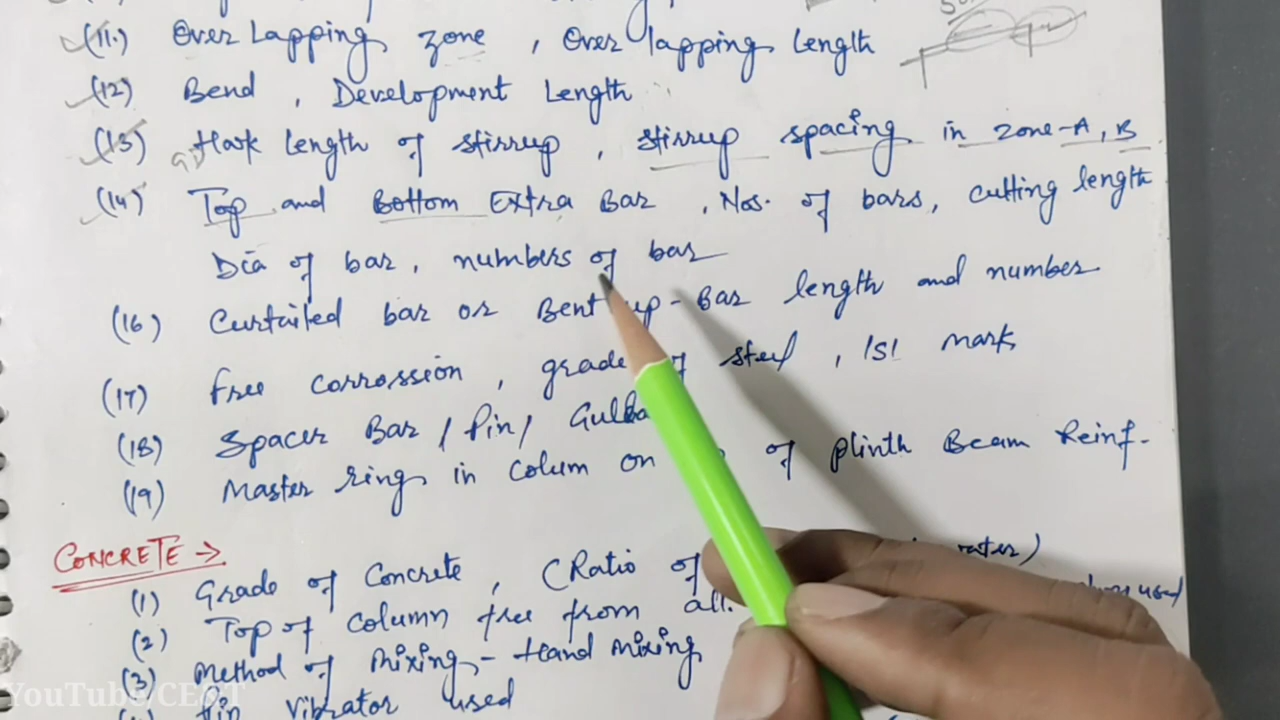 (11.) Over Lapping zone , Over lapping Length
(12) Bend , Development Length
(13) Hook Length of stirrup , stirrup spacing in zone-A, B
(14) Top and Bottom Extra Bar , Nos. of bars, cutting length
Dia of bar, numbers of bar
(16) Curtailed bar or Bent up - Bar length and number
(17) free corrossion , grade of steel , ISI mark
(18) Spacer Bar / Pin /
(19) Master ring in Colum on of plinth Beam Reinf-
CONCRETE →
(1) Grade of Concrete , (Ratio of water)
(2) Top of column free from all. used
(3) Method of Mixing - Hand Mixing
Pin vibrator used
YouTube/CE&T